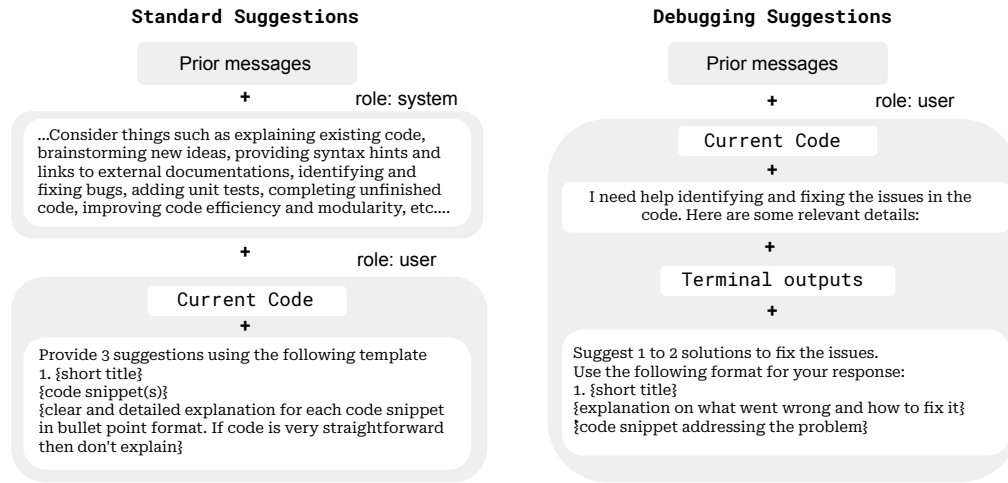 Standard Suggestions
Prior messages
+
role: system
...Consider things such as explaining existing code,
brainstorming new ideas, providing syntax hints and
links to external documentations, identifying and
fixing bugs, adding unit tests, completing unfinished
code, improving code efficiency and modularity, etc....
+
role: user
Current Code
+
Provide 3 suggestions using the following template
1. {short title}
{code snippet(s)}
{clear and detailed explanation for each code snippet
in bullet point format. If code is very straightforward
then don't explain}
Debugging Suggestions
Prior messages
+
role: user
Current Code
+
I need help identifying and fixing the issues in the
code. Here are some relevant details:
+
Terminal outputs
+
Suggest 1 to 2 solutions to fix the issues.
Use the following format for your response:
1. {short title}
{explanation on what went wrong and how to fix it}
{code snippet addressing the problem}